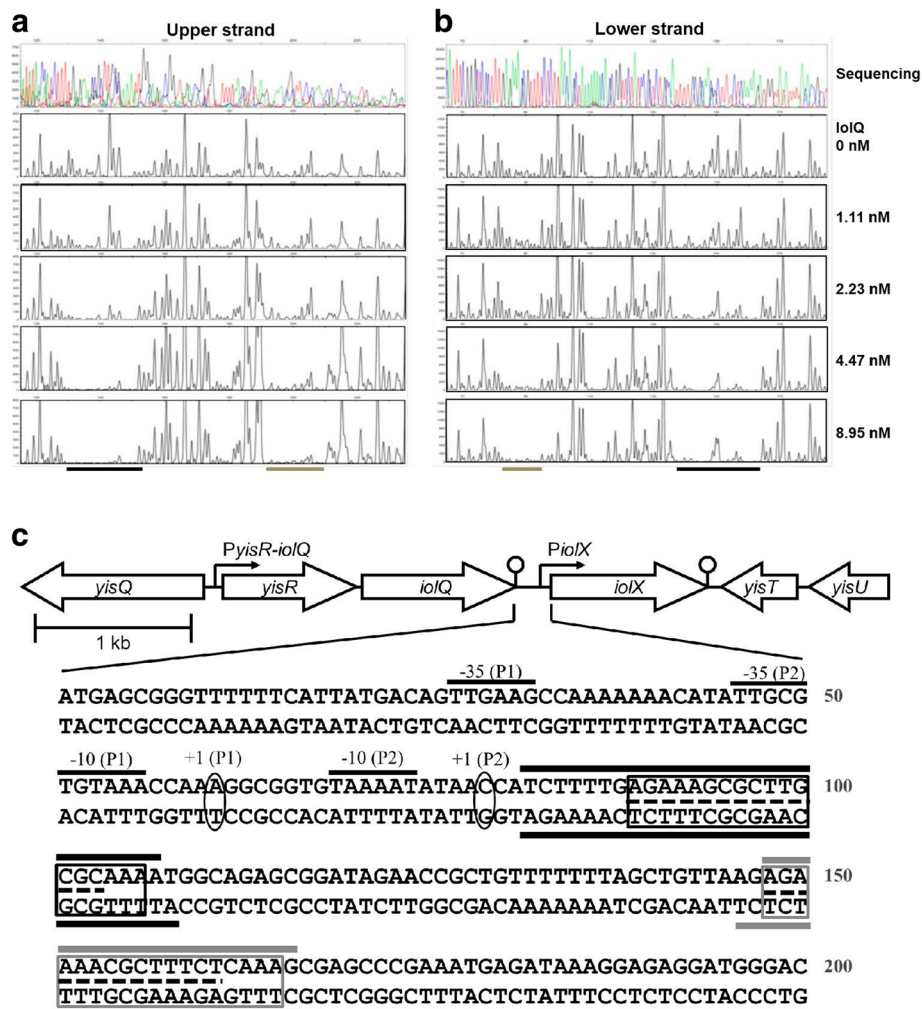 a
Upper strand
b
Lower strand
Sequencing
IolQ
0 nM
1.11 nM
2.23 nM
4.47 nM
8.95 nM
c
PyisR-iolQ
PiolX
yisQ
yisR
iolQ
iolX
yisT
yisU
1 kb
-35 (P1)
-35 (P2)
ATGAGCGGGTTTTTTCATTATGACAGTTGAAGCCAAAAAAACATATTGCG 50
TACTCGCCCAAAAAAGTAATACTGTCAACTTCGGTTTTTTTGTATAACGC
-10 (P1)
+1 (P1)
-10 (P2)
+1 (P2)
TGTAAACCAAAGGCGGTGTAAAATATAACCATCTTTTGAGAAAGCGCTTG 100
ACATTTGGTTTCCGCCACATTTTATATTGGTAGAAAACTCTTTCGCGAAC
CGCAAAATGGCAGAGCGGATAGAACCGCTGTTTTTTTAGCTGTTAAGAGA 150
GCGTTTTACCGTCTCGCCTATCTTGGCGACAAAAAAATCGACAATTCTCT
AAACGCTTTCTCAAAGCGAGCCCGAAATGAGATAAAGGAGAGGATGGGAC 200
TTTGCGAAAGAGTTTCGCTCGGGCTTTACTCTATTTCCTCTCCTACCCTG